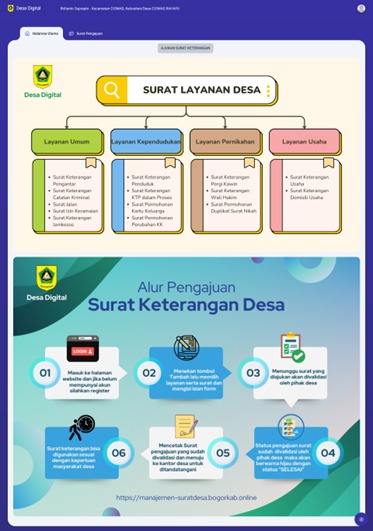 Desa Digital
Halaman Utama
Surat Pengajuan
AJUKAN SURAT KETERANGAN
Desa Digital
SURAT LAYANAN DESA
Layanan Umum
Layanan Kependudukan
Layanan Pernikahan
Layanan Usaha
Surat Keterangan
Pengantar
Surat Keterangan
Catatan Kriminal
Surat Jalan
Surat Izin Keramaian
Surat Keterangan
Jamkesos
Surat Keterangan
Penduduk
Surat Keterangan
KTP dalam Proses
Surat Permohonan
Kartu Keluarga
Surat Permohonan
Perubahan KK
Surat Keterangan
Pergi Kawin
Surat Keterangan
Wali Hakim
Surat Permohonan
Duplikat Surat Nikah
Surat Keterangan
Usaha
Surat Keterangan
Domisili Usaha
Desa Digital
Alur Pengajuan
Surat Keterangan Desa
LOGIN
01
Masuk ke halaman
website dan jika belum
mempunyai akun
silahkan register
02
Menekan tombol
Tambah lalu memilih
layanan serta surat dan
mengisi isian form
03
Menunggu surat yang
diajukan akan divalidasi
oleh pihak desa
04
Status pengajuan surat
sudah divalidasi oleh
pihak desa maka akan
berwarna hijau dengan
status "SELESAI"
05
Mencetak Surat
pengajuan yang sudah
divalidasi dan menuju
ke kantor desa untuk
ditandatangani
06
Surat keterangan bisa
digunakan sesuai
dengan keperluan
masyarakat desa
https://manajemen-suratdesa.bogorkab.online